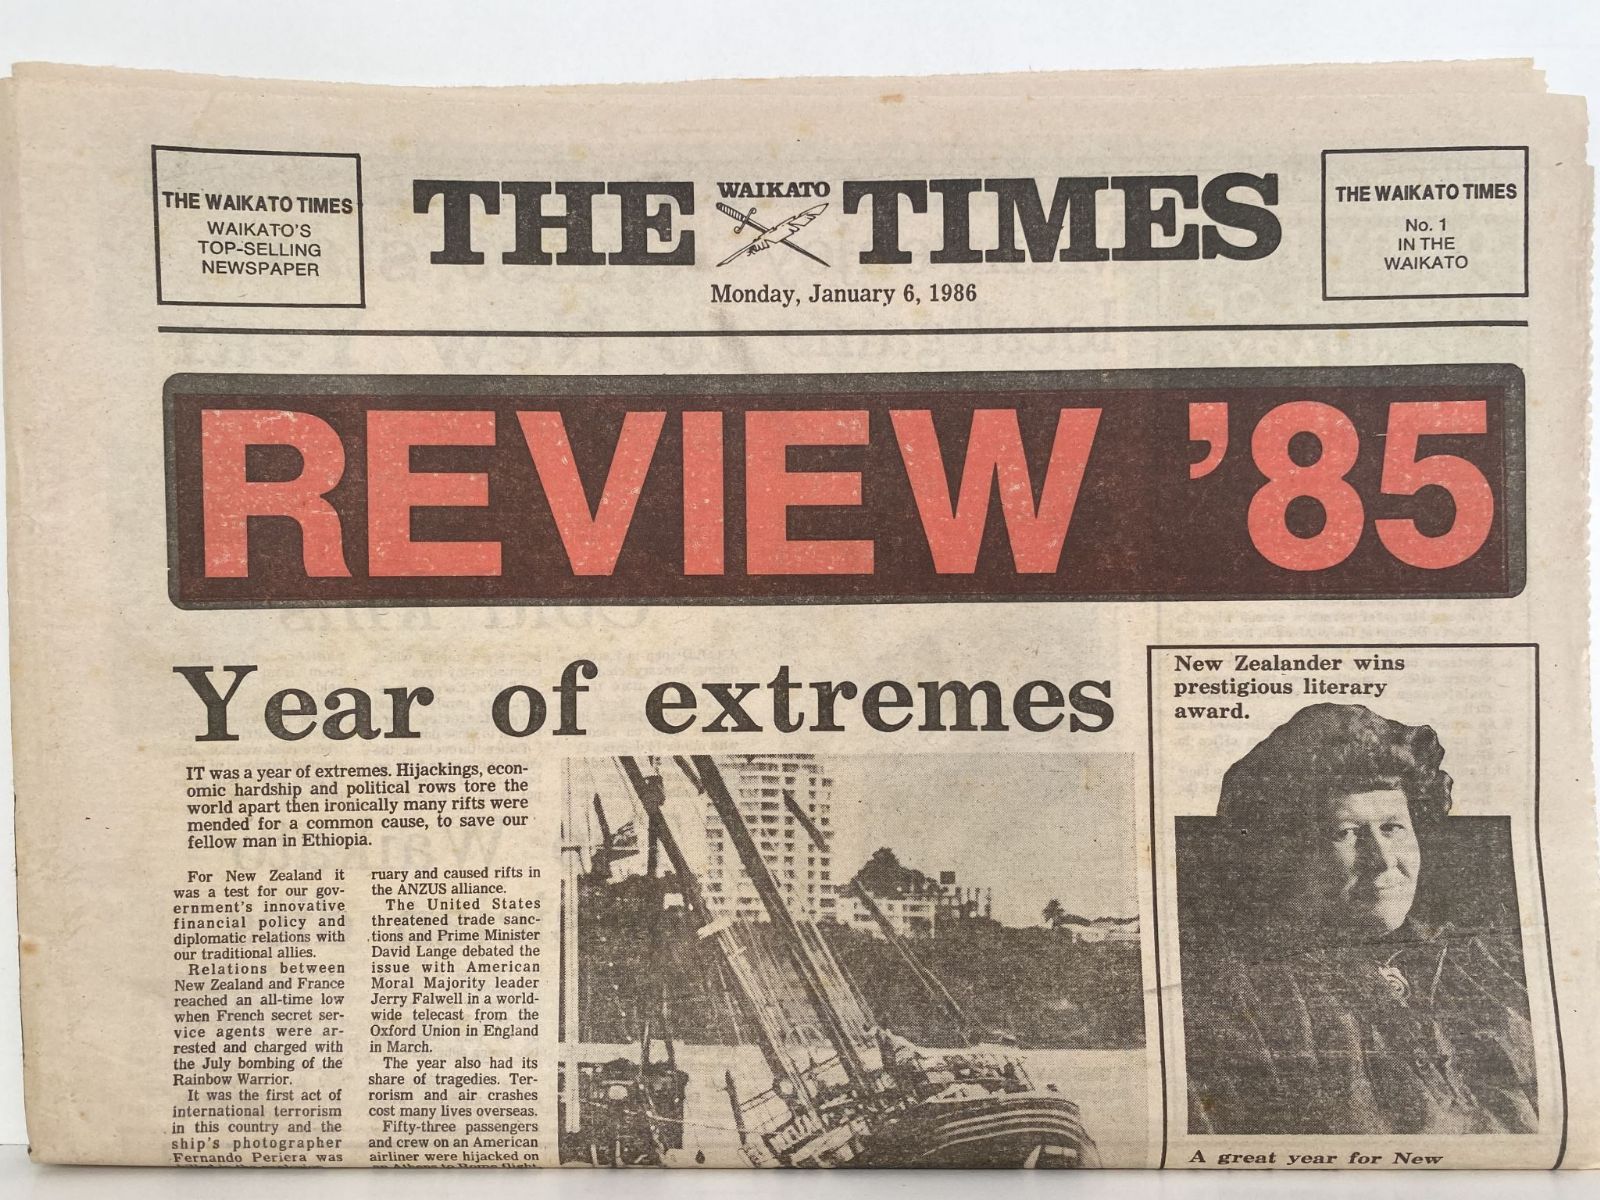 THE WAIKATO TIMES
WAIKATO'S
TOP-SELLING
NEWSPAPER
THE WAIKATO TIMES
Monday, January 6, 1986
THE WAIKATO TIMES
No. 1
IN THE
WAIKATO
REVIEW '85
Year of extremes
IT was a year of extremes. Hijackings, econ-
omic hardship and political rows tore the
world apart then ironically many rifts were
mended for a common cause, to save our
fellow man in Ethiopia.
For New Zealand it
was a test for our gov-
ernment's innovative
financial policy and
diplomatic relations with
our traditional allies.
Relations between
New Zealand and France
reached an all-time low
when French secret ser-
vice agents were ar-
rested and charged with
the July bombing of the
Rainbow Warrior.
It was the first act of
international terrorism
in this country and the
ship's photographer
Fernando Periera was
ruary and caused rifts in
the ANZUS alliance.
The United States
threatened trade sanc-
tions and Prime Minister
David Lange debated the
issue with American
Moral Majority leader
Jerry Falwell in a world-
wide telecast from the
Oxford Union in England
in March.
The year also had its
share of tragedies. Ter-
rorism and air crashes
cost many lives overseas.
Fifty-three passengers
and crew on an American
airliner were hijacked on
an Athens to Rome flight
New Zealander wins
prestigious literary
award.
A great year for New